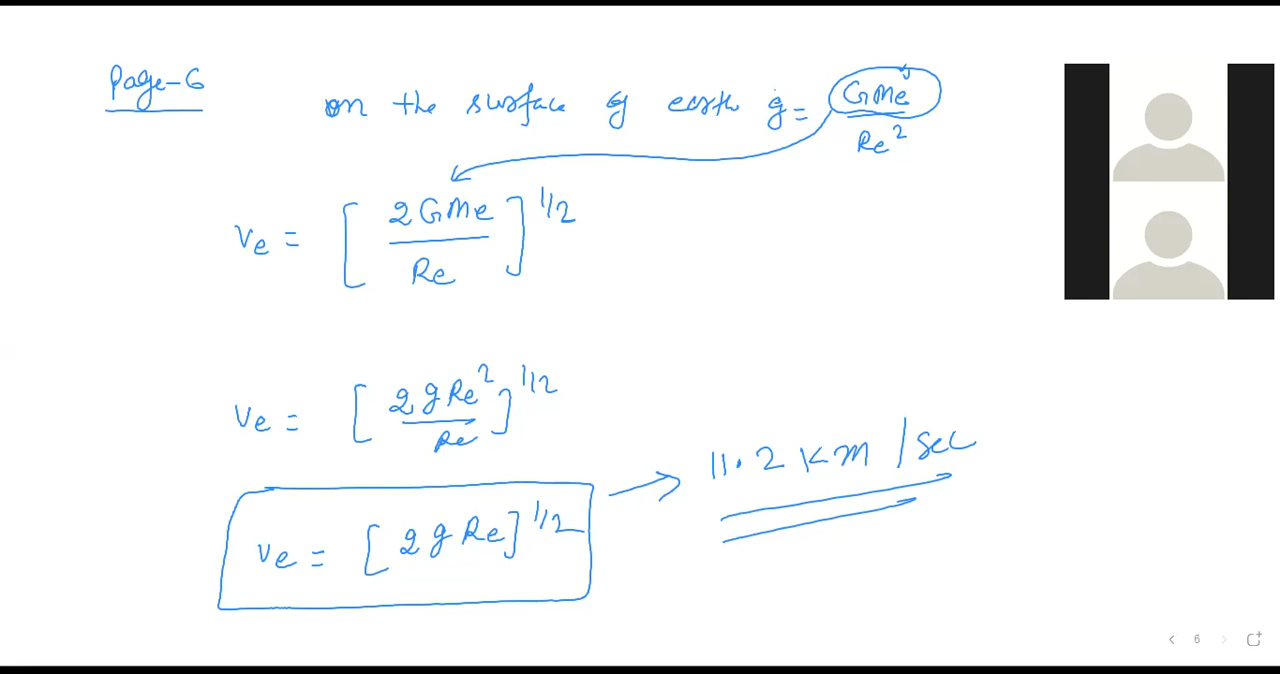 Page-6
on the surface of earth g = GMe / Re²
ve = [ 2GMe / Re ]^1/2
ve = [ 2gRe² / Re ]^1/2
ve = [ 2gRe ]^1/2 → 11.2 KM/sec
6